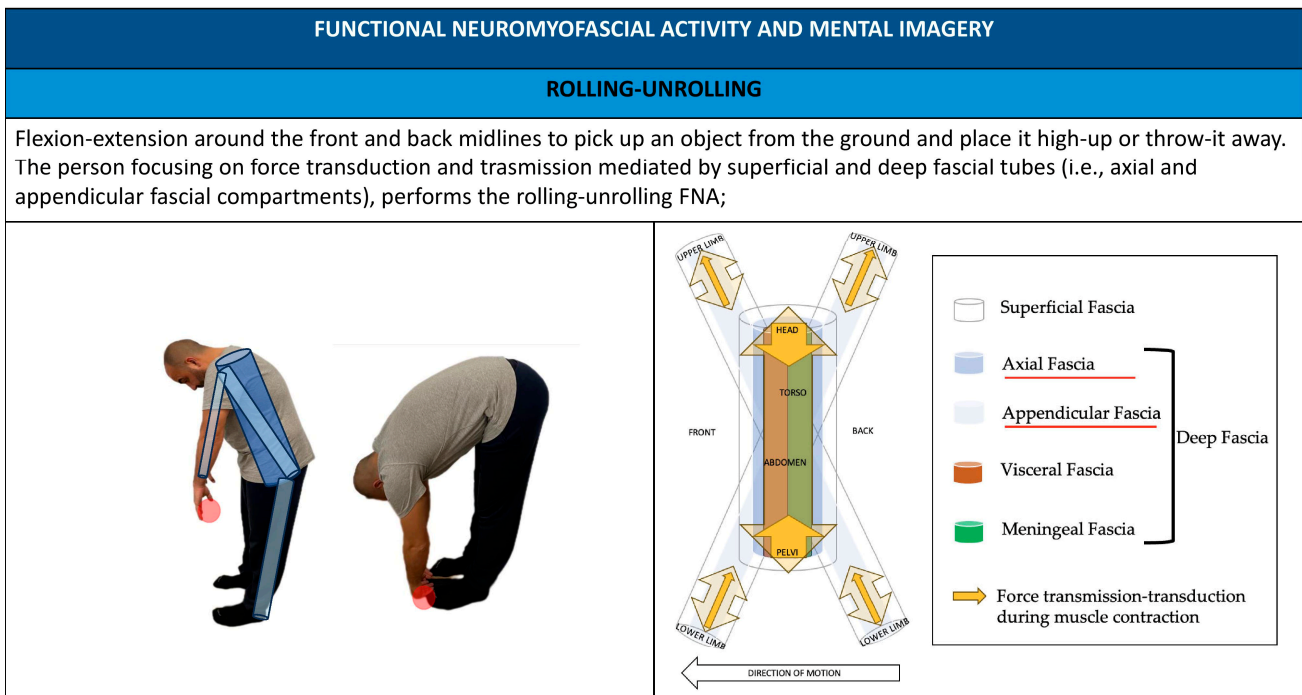 FUNCTIONAL NEUROMYOFASCIAL ACTIVITY AND MENTAL IMAGERY
ROLLING-UNROLLING
Flexion-extension around the front and back midlines to pick up an object from the ground and place it high-up or throw-it away.
The person focusing on force transduction and trasmission mediated by superficial and deep fascial tubes (i.e., axial and
appendicular fascial compartments), performs the rolling-unrolling FNA;
UPPER LIMB
UPPER LIMB
HEAD
TORSO
FRONT
BACK
ABDOMEN
PELVI
LOWER LIMB
LOWER LIMB
DIRECTION OF MOTION
Superficial Fascia
Axial Fascia
Appendicular Fascia
Deep Fascia
Visceral Fascia
Meningeal Fascia
Force transmission-transduction
during muscle contraction